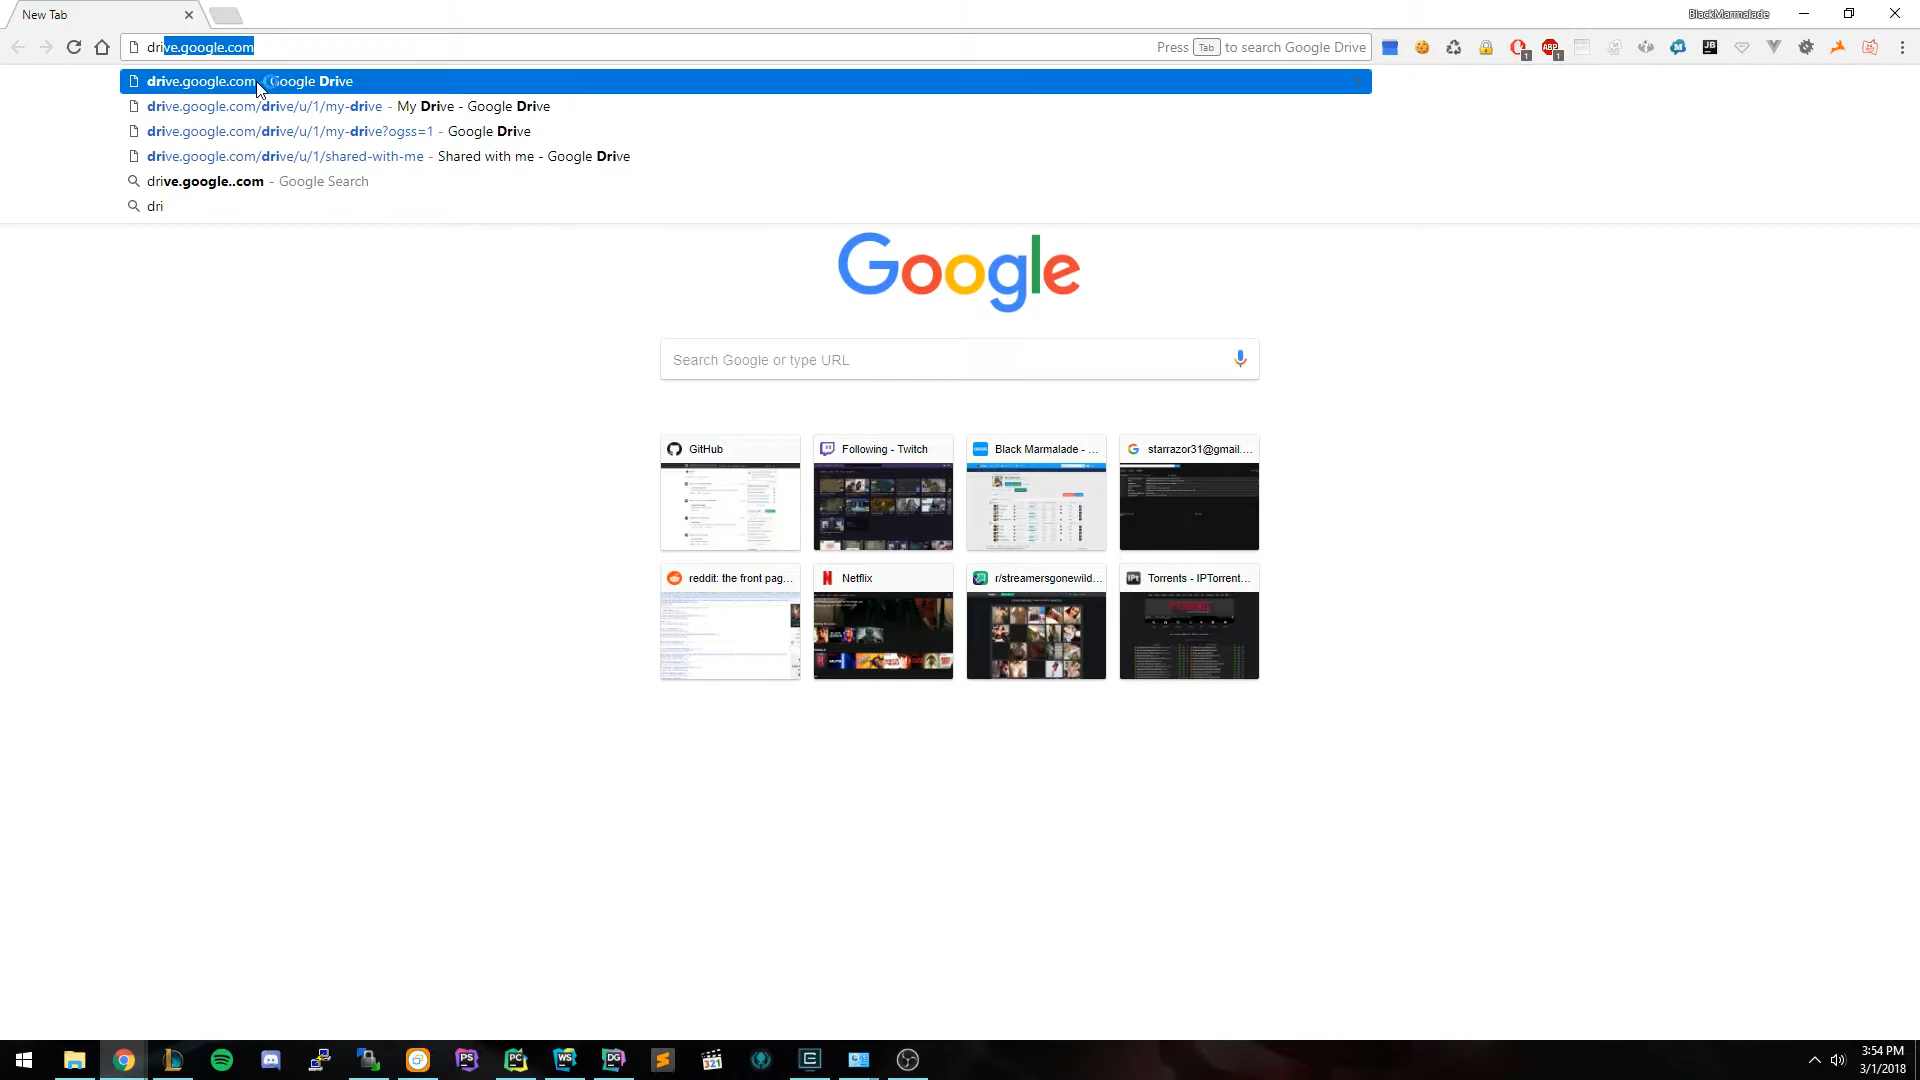 New Tab
BlackMarmalade
drive.google.com
Press Tab to search Google Drive
drive.google.com - Google Drive
drive.google.com/drive/u/1/my-drive - My Drive - Google Drive
drive.google.com/drive/u/1/my-drive?ogss=1 - Google Drive
drive.google.com/drive/u/1/shared-with-me - Shared with me - Google Drive
drive.google..com - Google Search
dri
Google
Search Google or type URL
GitHub
Following - Twitch
Black Marmalade - ...
starrazor31@gmail....
reddit: the front pag...
Netflix
r/streamersgonewild...
Torrents - IPTorrent...
3:54 PM
3/1/2018